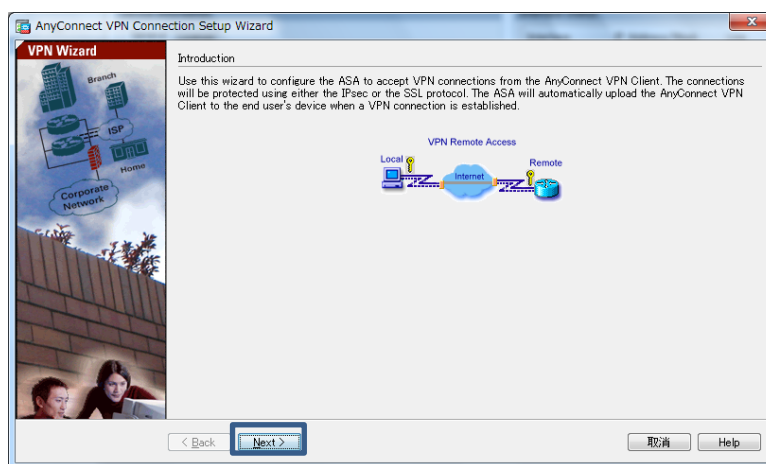 AnyConnect VPN Connection Setup Wizard
VPN Wizard
Branch
ISP
Home
Corporate
Network
Introduction
Use this wizard to configure the ASA to accept VPN connections from the AnyConnect VPN Client. The connections
will be protected using either the IPsec or the SSL protocol. The ASA will automatically upload the AnyConnect VPN
Client to the end user's device when a VPN connection is established.
VPN Remote Access
Local
Internet
Remote
< Back
Next >
取消
Help